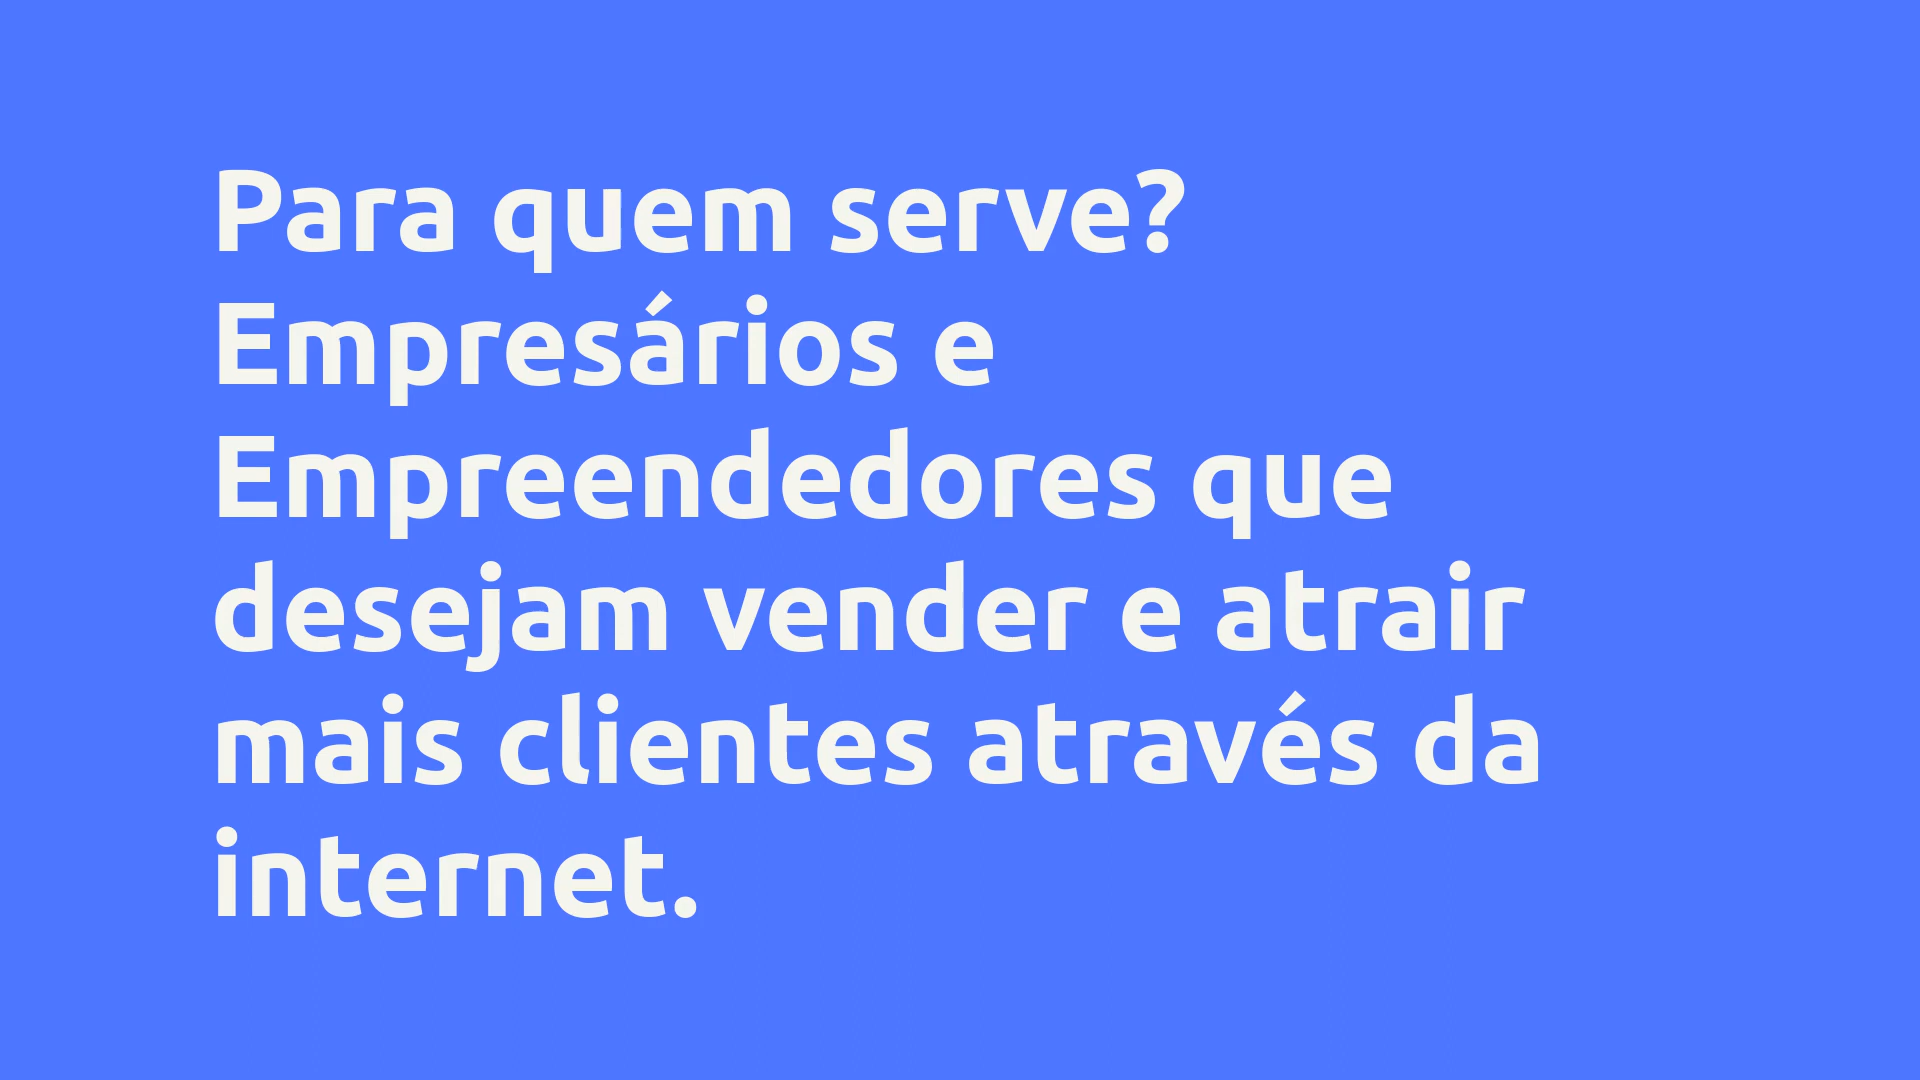 Para quem serve?
Empresários e
Empreendedores que
desejam vender e atrair
mais clientes através da
internet.